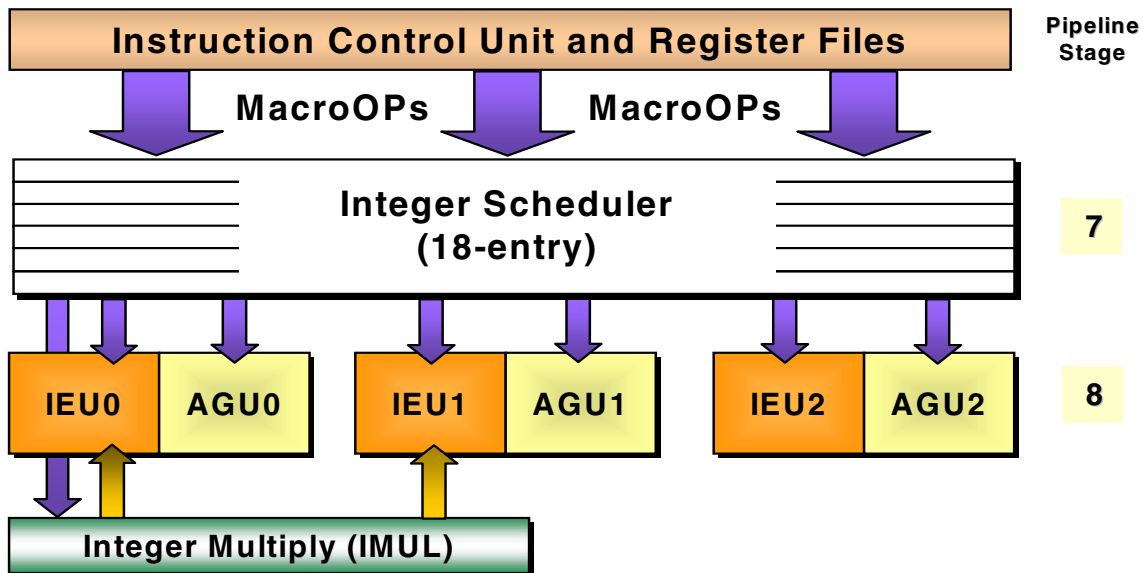 Instruction Control Unit and Register Files
Pipeline
Stage
MacroOPs
MacroOPs
Integer Scheduler
(18-entry)
7
IEU0
AGU0
IEU1
AGU1
IEU2
AGU2
8
Integer Multiply (IMUL)